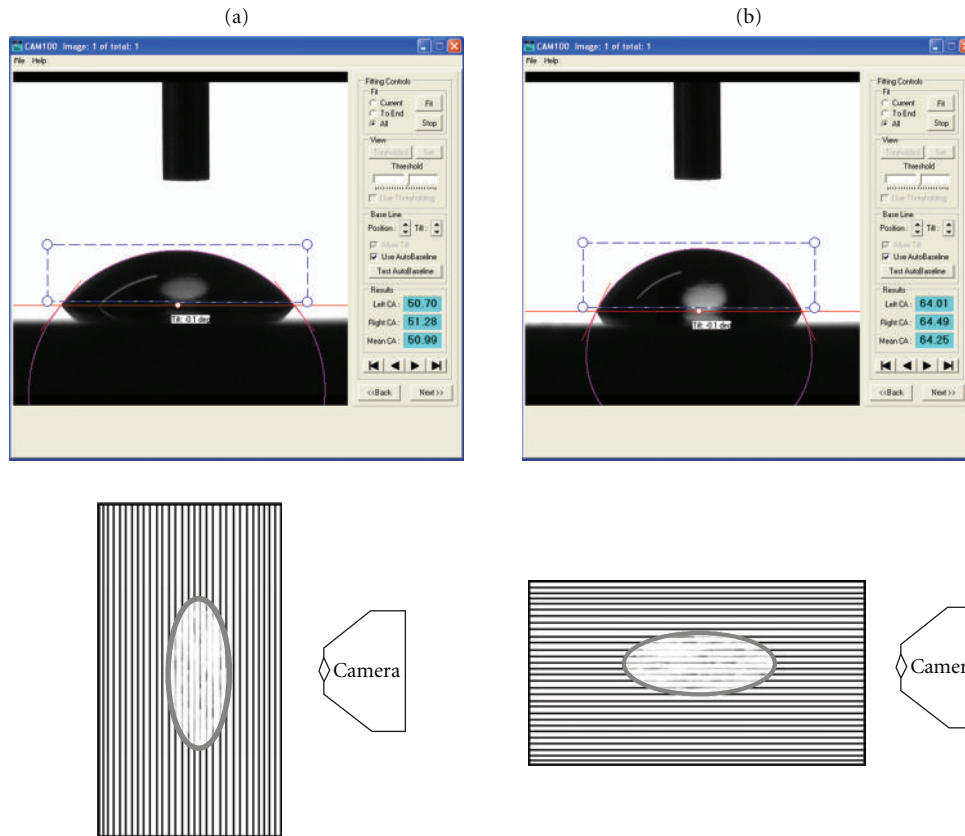 (a)
(b)
CAM100 Image: 1 of total: 1
File Help
Fitting Controls
Fit
Current
To End
All
Fit
Stop
View
Thresholded
Set
Threshold
Use Thresholding
Base Line
Position :
Tilt :
Allow Tilt
Use AutoBaseline
Test AutoBaseline
Results
Left CA : 50.70
Right CA : 51.28
Mean CA : 50.99
<<Back
Next >>
Tilt: -0.1 deg
CAM100 Image: 1 of total: 1
File Help
Fitting Controls
Fit
Current
To End
All
Fit
Stop
View
Thresholded
Set
Threshold
Use Thresholding
Base Line
Position :
Tilt :
Allow Tilt
Use AutoBaseline
Test AutoBaseline
Results
Left CA : 64.01
Right CA : 64.49
Mean CA : 64.25
<<Back
Next >>
Tilt: -0.1 deg
Camera
Camer